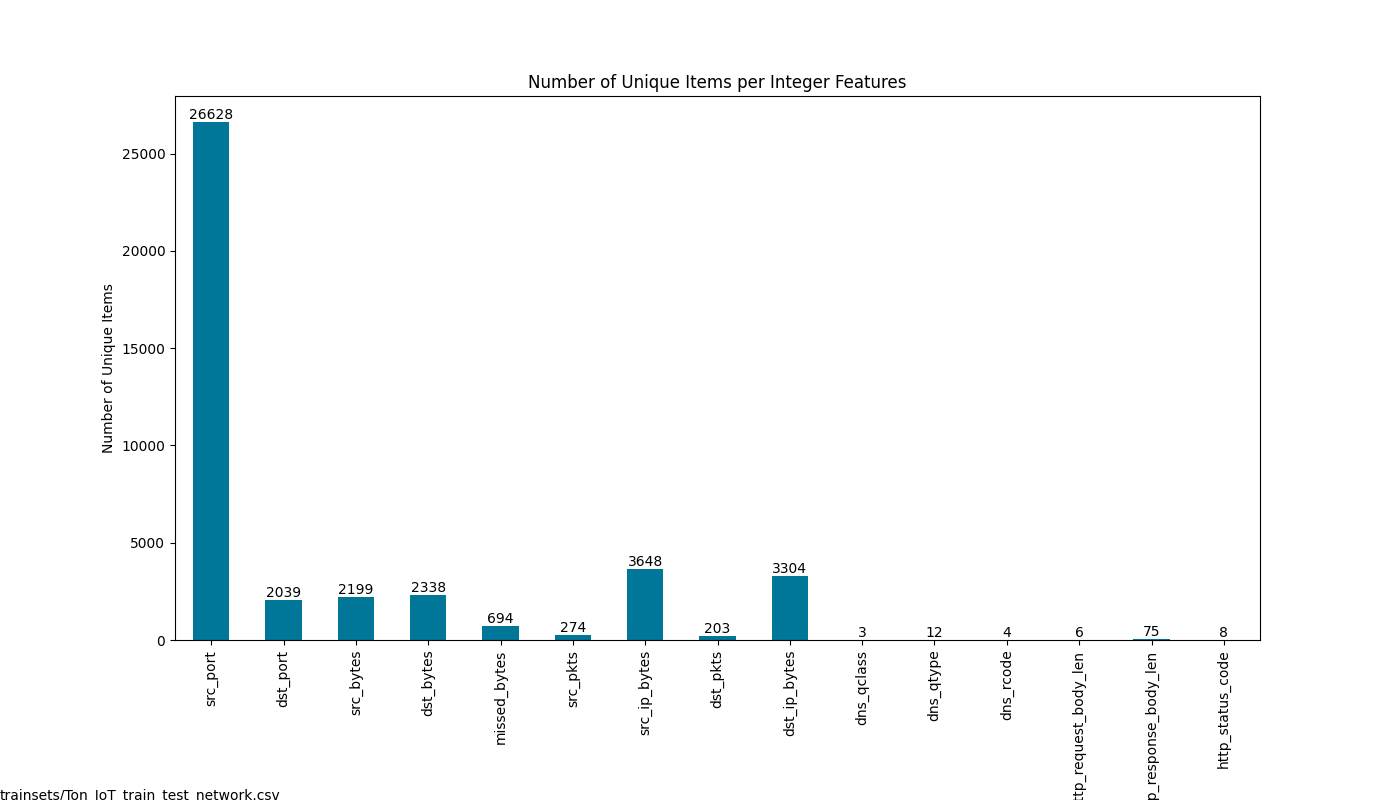 Number of Unique Items per Integer Features
26628
25000
20000
15000
10000
5000
0
Number of Unique Items
2039
2199
2338
694
274
3648
203
3304
3
12
4
6
75
8
src_port
dst_port
src_bytes
dst_bytes
missed_bytes
src_pkts
src_ip_bytes
dst_pkts
dst_ip_bytes
dns_qclass
dns_qtype
dns_rcode
ttp_request_body_len
p_response_body_len
http_status_code
trainsets/Ton_IoT_train_test_network.csv